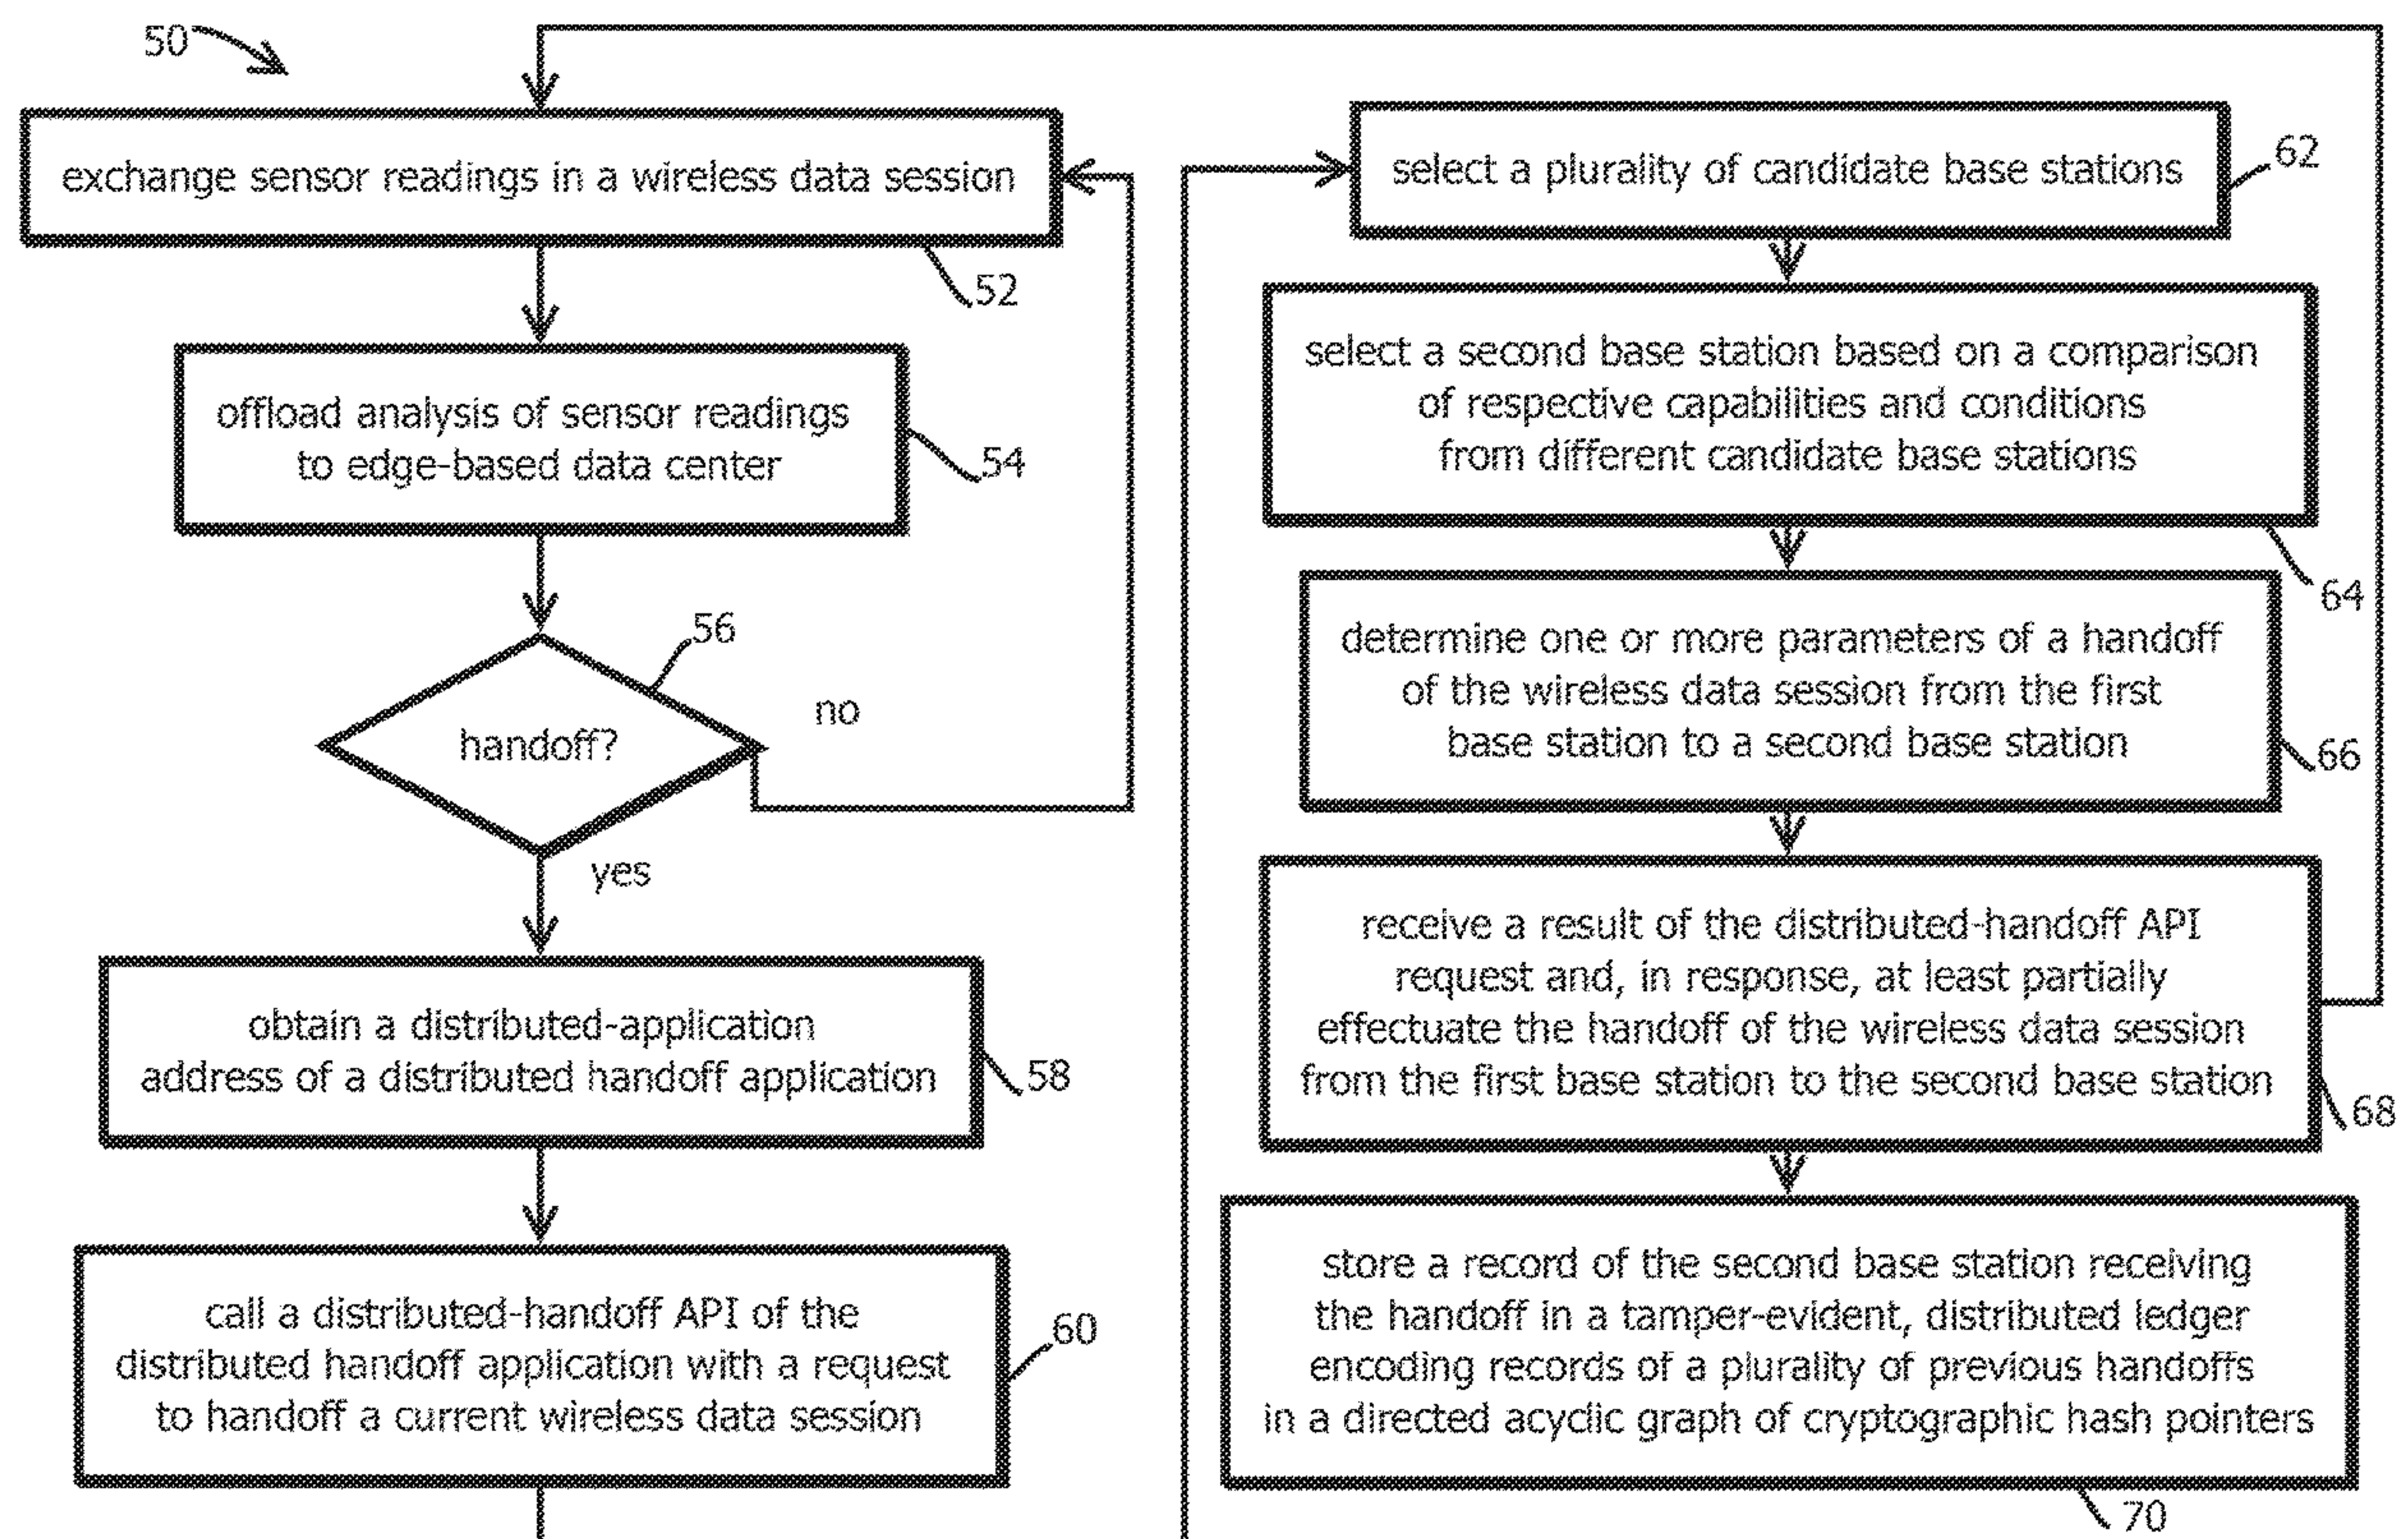 50
exchange sensor readings in a wireless data session
52
offload analysis of sensor readings
to edge-based data center
54
56
handoff?
no
yes
obtain a distributed-application
address of a distributed handoff application
58
call a distributed-handoff API of the
distributed handoff application with a request
to handoff a current wireless data session
60
select a plurality of candidate base stations
62
select a second base station based on a comparison
of respective capabilities and conditions
from different candidate base stations
64
determine one or more parameters of a handoff
of the wireless data session from the first
base station to a second base station
66
receive a result of the distributed-handoff API
request and, in response, at least partially
effectuate the handoff of the wireless data session
from the first base station to the second base station
68
store a record of the second base station receiving
the handoff in a tamper-evident, distributed ledger
encoding records of a plurality of previous handoffs
in a directed acyclic graph of cryptographic hash pointers
70